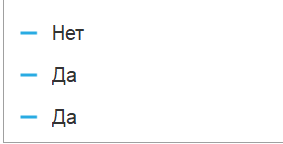 — Нет
— Да
— Да